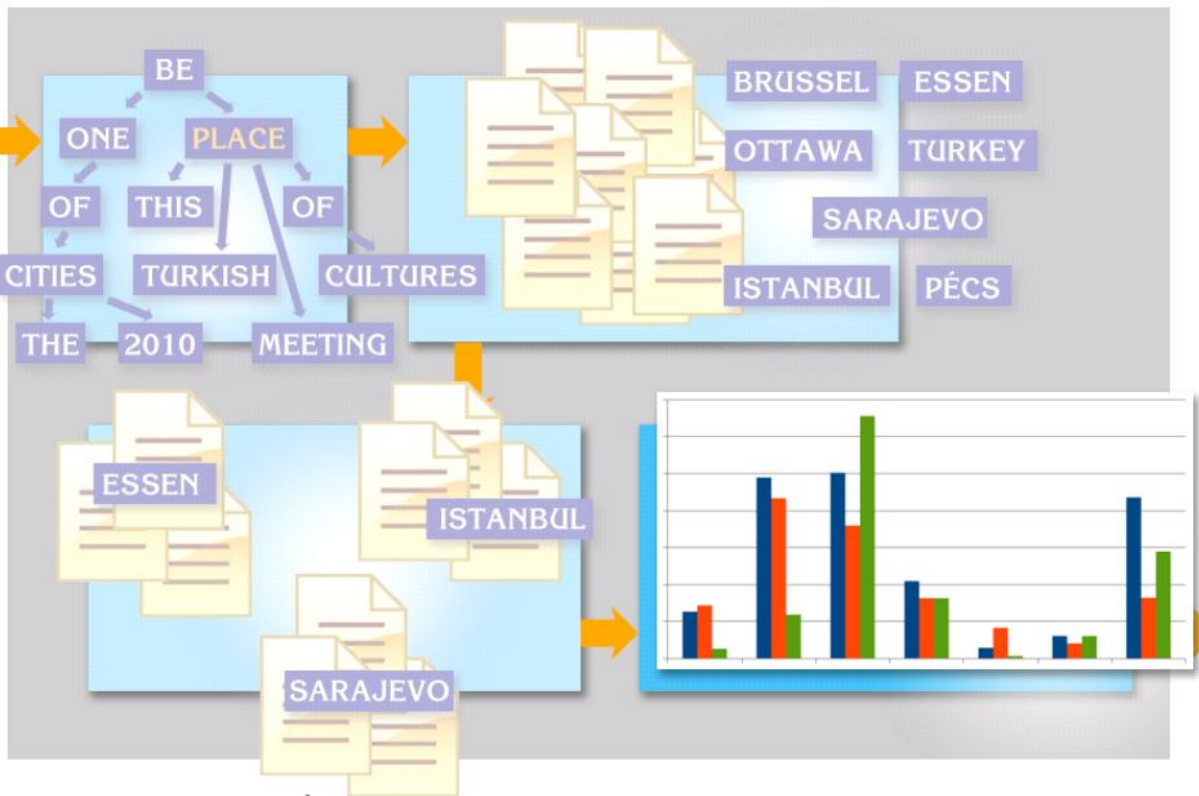 BE
ONE PLACE
OF THIS OF
CITIES TURKISH CULTURES
THE 2010 MEETING
BRUSSEL ESSEN
OTTAWA TURKEY
SARAJEVO
ISTANBUL PÉCS
ESSEN
ISTANBUL
SARAJEVO